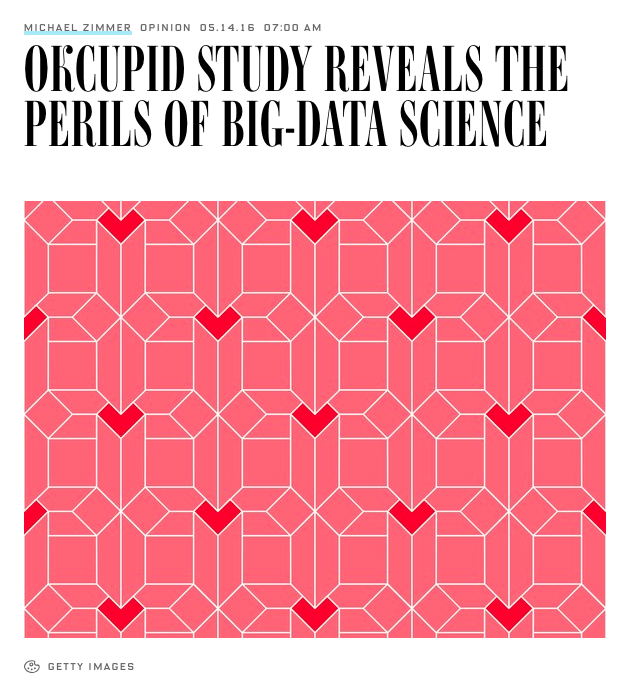 MICHAEL ZIMMER OPINION 05.14.16 07:00 AM
OKCUPID STUDY REVEALS THE
PERILS OF BIG-DATA SCIENCE
GETTY IMAGES